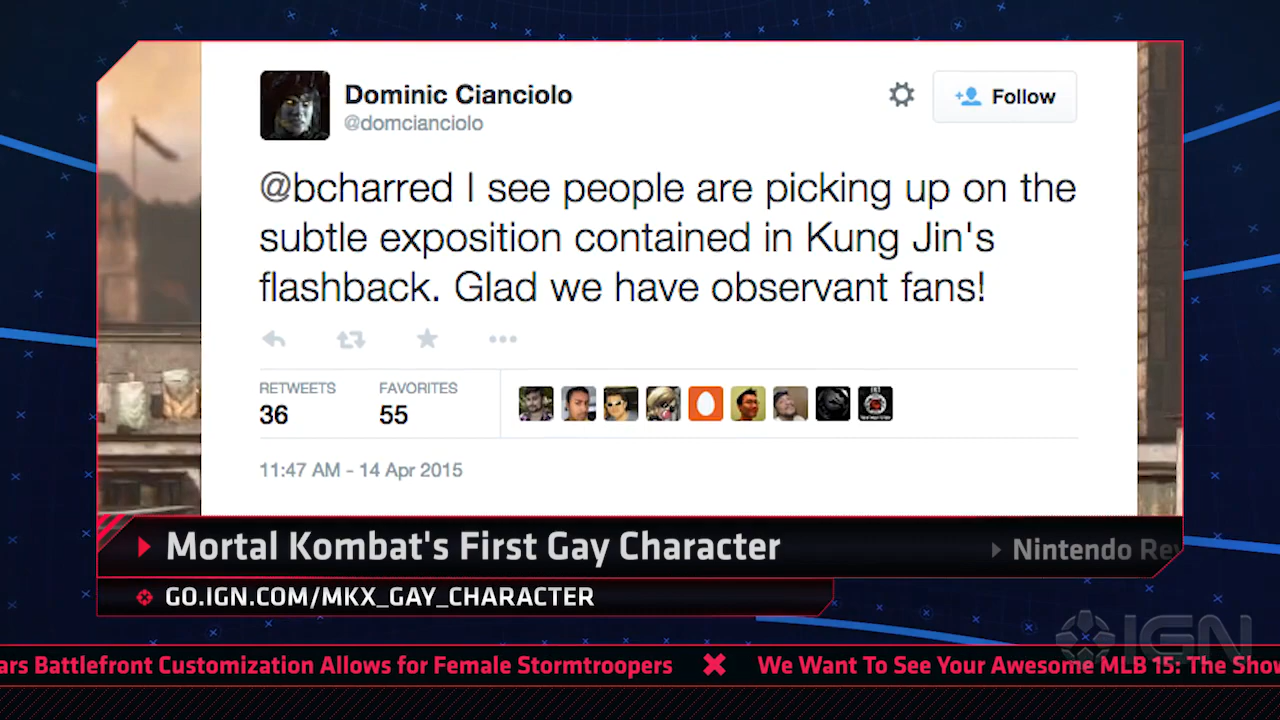 Dominic Cianciolo
@domcianciolo
Follow
@bcharred I see people are picking up on the
subtle exposition contained in Kung Jin's
flashback. Glad we have observant fans!
RETWEETS
36
FAVORITES
55
11:47 AM - 14 Apr 2015
Mortal Kombat's First Gay Character
Nintendo Rev
GO.IGN.COM/MKX_GAY_CHARACTER
IGN
ars Battlefront Customization Allows for Female Stormtroopers
We Want To See Your Awesome MLB 15: The Show